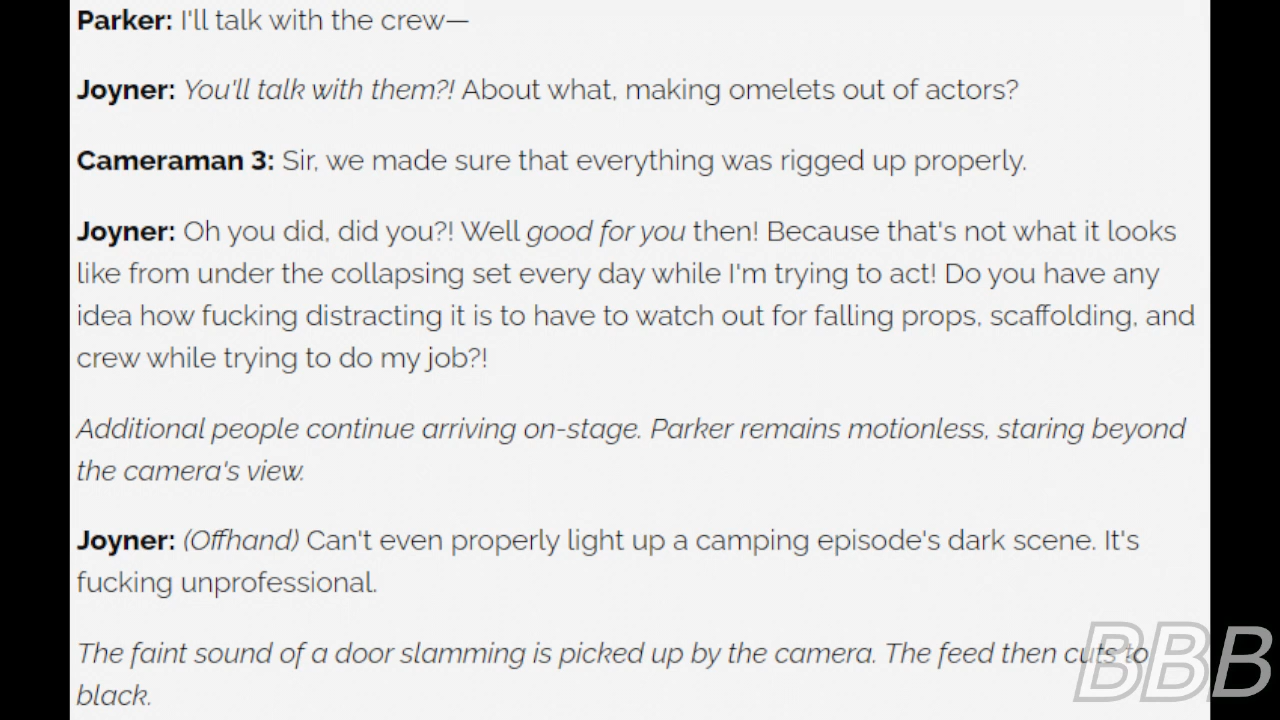 Parker: I'll talk with the crew—
Joyner: You'll talk with them?! About what, making omelets out of actors?
Cameraman 3: Sir, we made sure that everything was rigged up properly.
Joyner: Oh you did, did you?! Well good for you then! Because that's not what it looks
like from under the collapsing set every day while I'm trying to act! Do you have any
idea how fucking distracting it is to have to watch out for falling props, scaffolding, and
crew while trying to do my job?!
Additional people continue arriving on-stage. Parker remains motionless, staring beyond
the camera's view.
Joyner: (Offhand) Can't even properly light up a camping episode's dark scene. It's
fucking unprofessional.
The faint sound of a door slamming is picked up by the camera. The feed then cuts to
black.
BBB